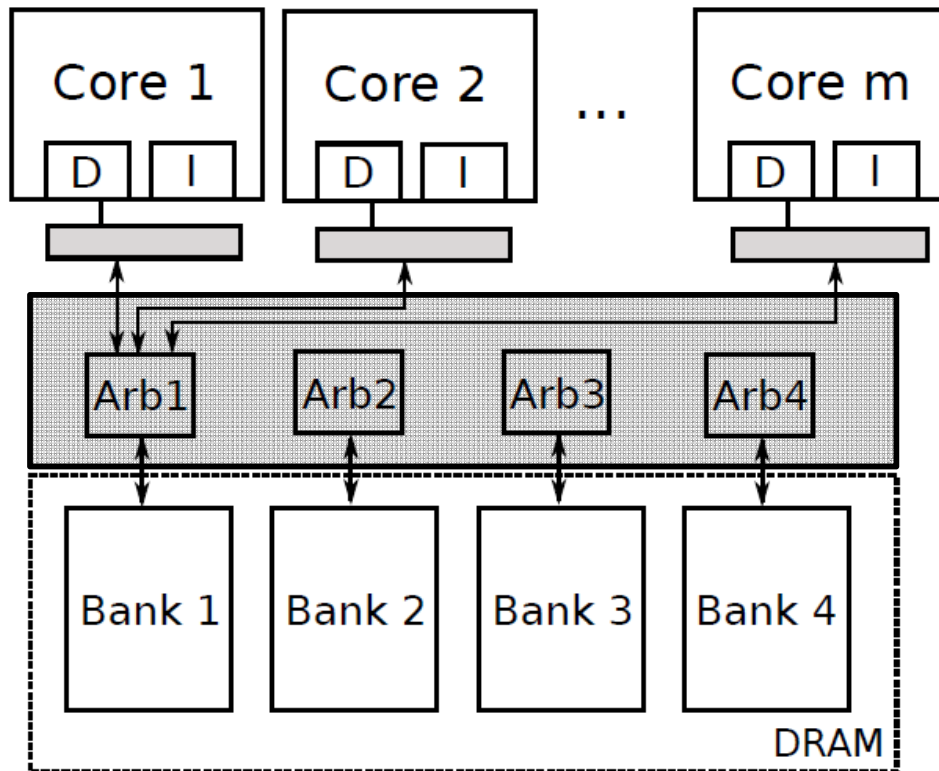 Core 1
Core 2
...
Core m
D
I
D
I
D
I
Arb1
Arb2
Arb3
Arb4
Bank 1
Bank 2
Bank 3
Bank 4
DRAM